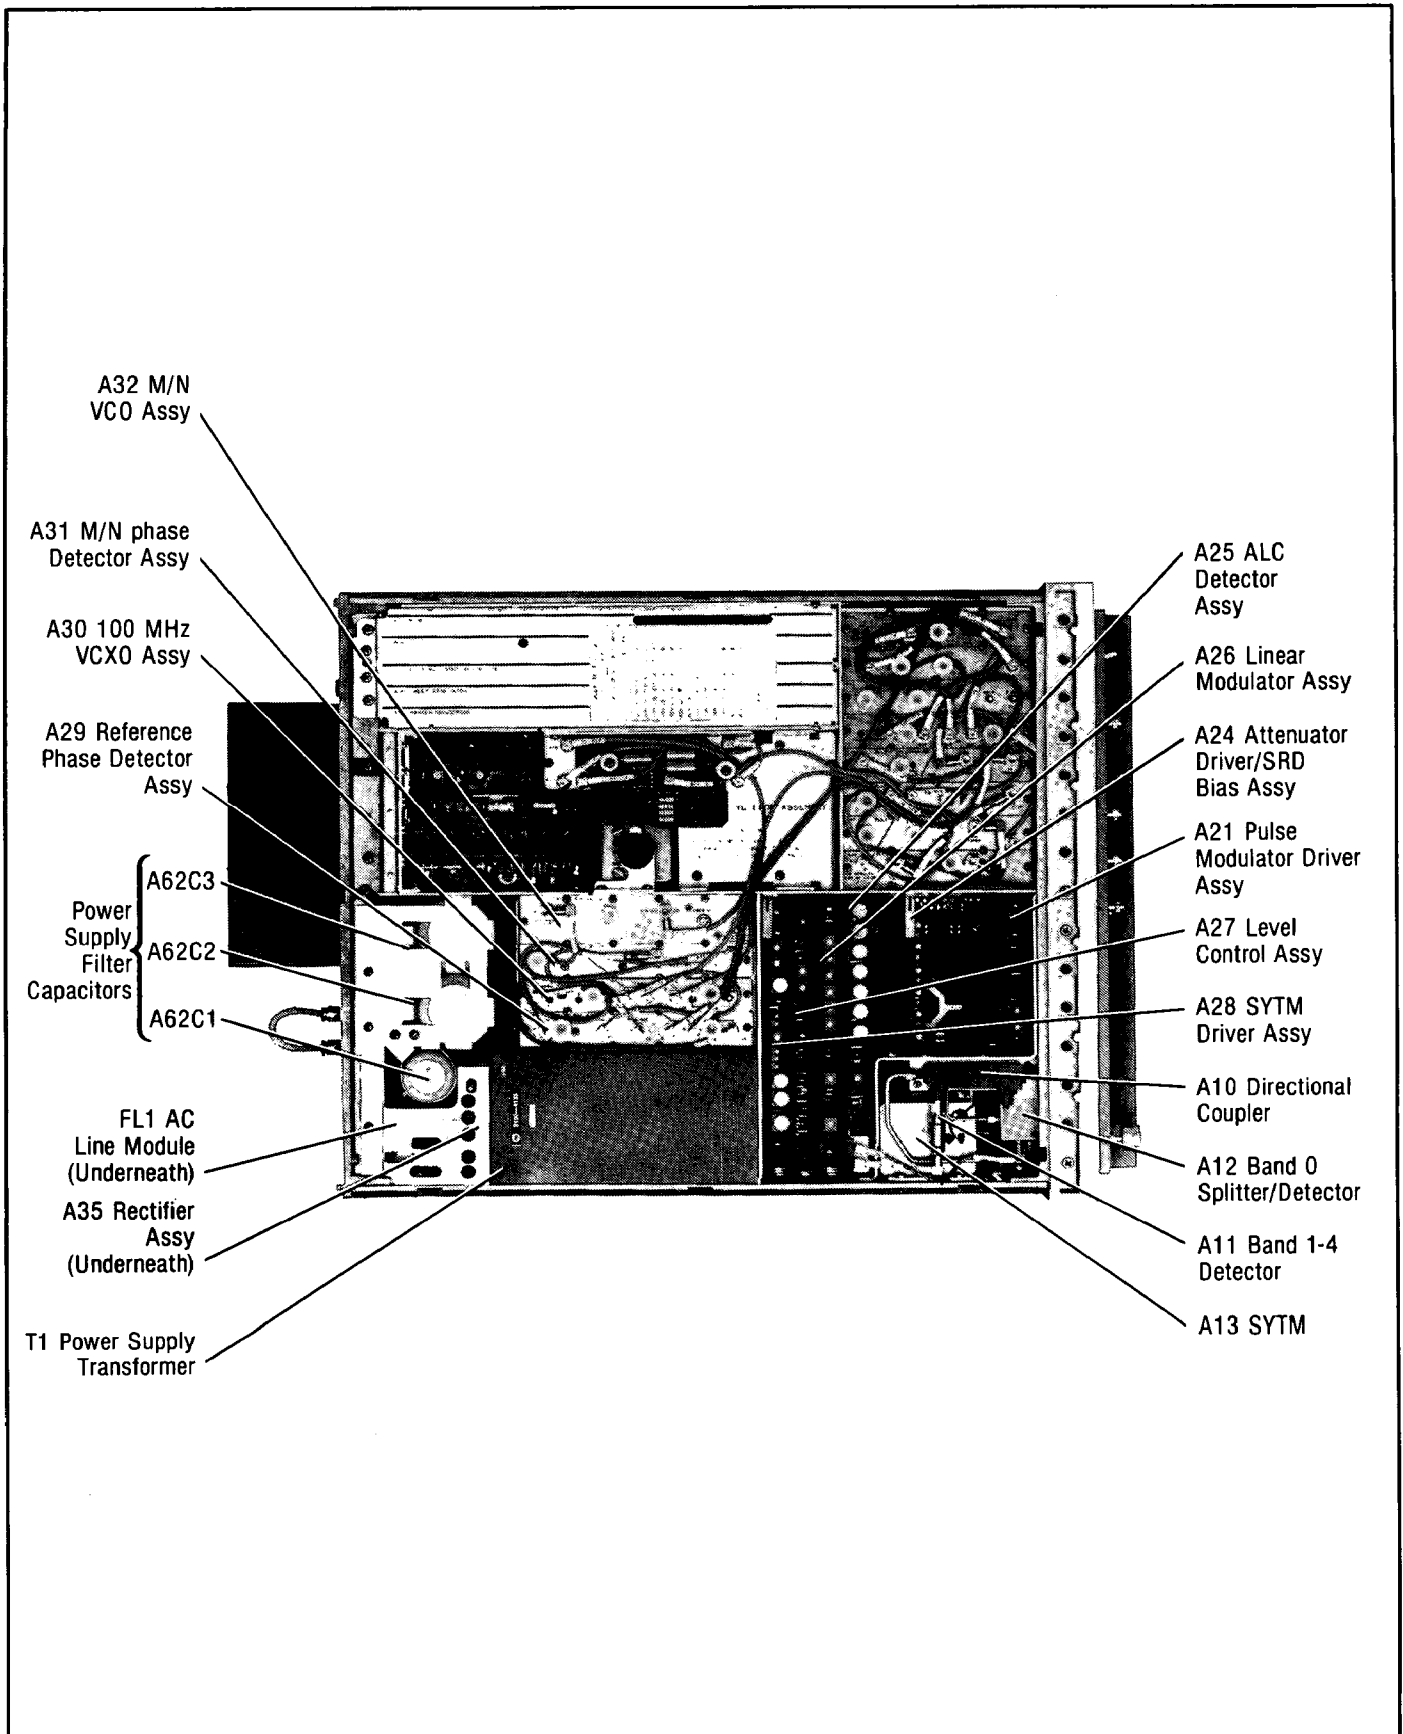 A32 M/N
VCO Assy
A31 M/N phase
Detector Assy
A30 100 MHz
VCXO Assy
A29 Reference
Phase Detector
Assy
Power
Supply
Filter
Capacitors
A62C3
A62C2
A62C1
FL1 AC
Line Module
(Underneath)
A35 Rectifier
Assy
(Underneath)
T1 Power Supply
Transformer
A25 ALC
Detector
Assy
A26 Linear
Modulator Assy
A24 Attenuator
Driver/SRD
Bias Assy
A21 Pulse
Modulator Driver
Assy
A27 Level
Control Assy
A28 SYTM
Driver Assy
A10 Directional
Coupler
A12 Band 0
Splitter/Detector
A11 Band 1-4
Detector
A13 SYTM